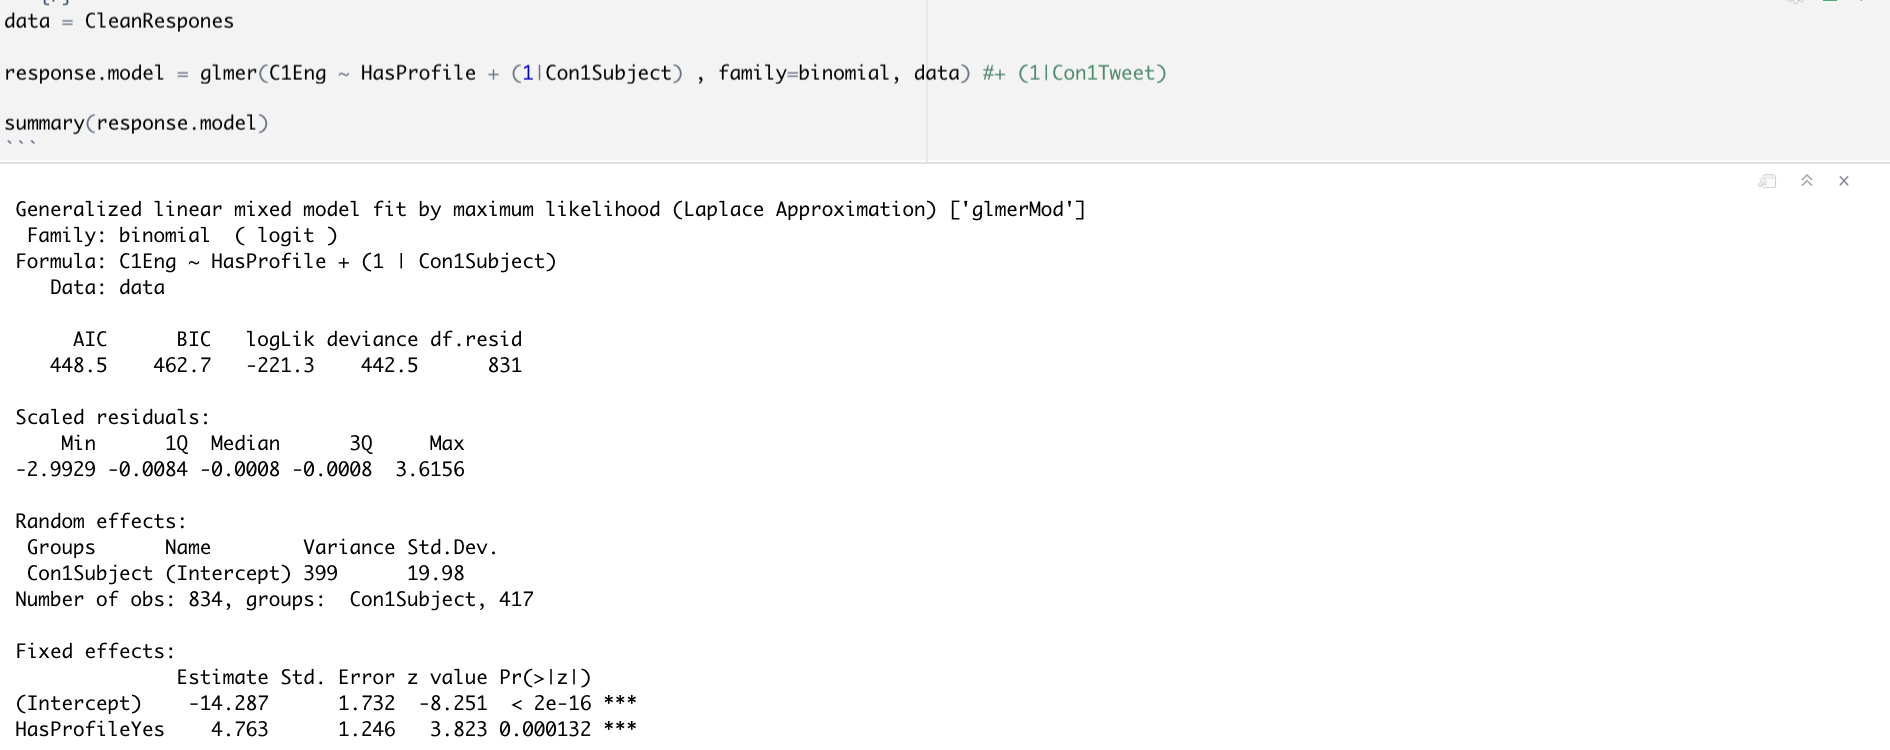 data = CleanRespones
response.model = glmer(C1Eng ~ HasProfile + (1|Con1Subject) , family=binomial, data) #+ (1|Con1Tweet)
summary(response.model)
```
Generalized linear mixed model fit by maximum likelihood (Laplace Approximation) ['glmerMod']
Family: binomial  ( logit )
Formula: C1Eng ~ HasProfile + (1 | Con1Subject)
Data: data
AIC      BIC   logLik deviance df.resid
448.5    462.7   -221.3    442.5      831
Scaled residuals:
Min      1Q  Median      3Q     Max
-2.9929 -0.0084 -0.0008 -0.0008  3.6156
Random effects:
Groups      Name        Variance Std.Dev.
Con1Subject (Intercept) 399      19.98
Number of obs: 834, groups:  Con1Subject, 417
Fixed effects:
Estimate Std. Error z value Pr(>|z|)
(Intercept)    -14.287      1.732  -8.251  < 2e-16 ***
HasProfileYes    4.763      1.246   3.823 0.000132 ***